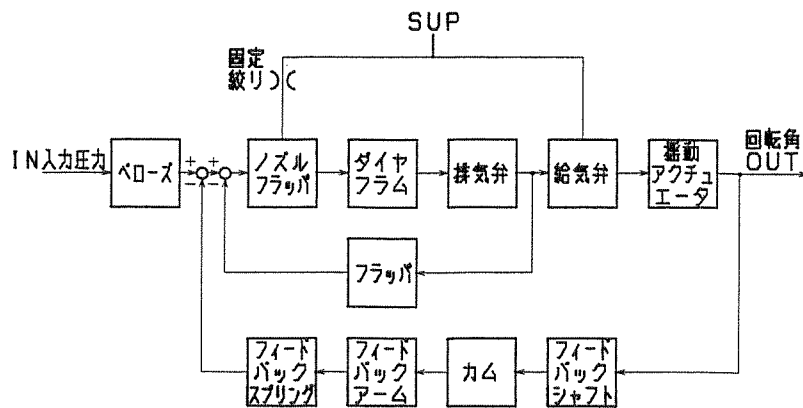 SUP
固定
絞リ
IN入力圧力
ベローズ
+
−
+
−
ノズル
フラッパ
ダイヤ
フラム
排気弁
給気弁
揺動
アクチュ
エータ
回転角
OUT
フラッパ
フィード
バック
スプリング
フィード
バック
アーム
カム
フィード
バック
シャフト